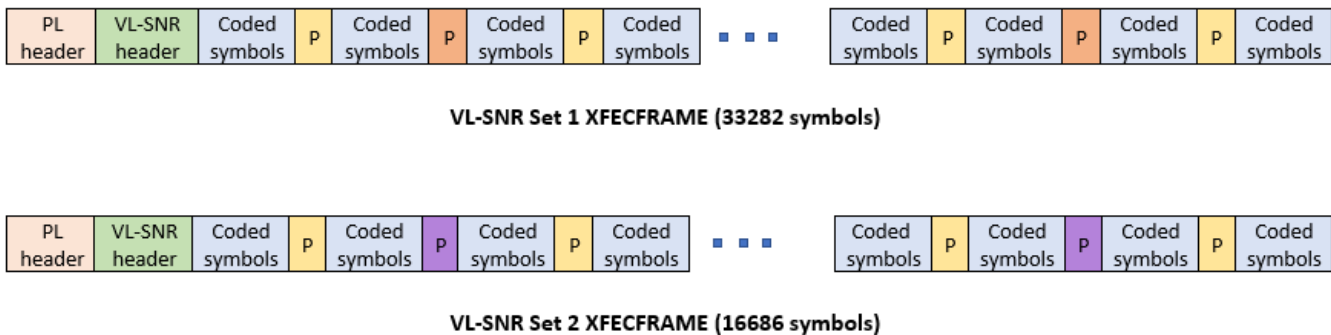 PL VL-SNR Coded Coded Coded Coded Coded Coded Coded Coded
header header symbols P symbols P symbols P symbols symbols P symbols P symbols P symbols
VL-SNR Set 1 XFECFRAME (33282 symbols)
PL VL-SNR Coded Coded Coded Coded Coded Coded Coded Coded
header header symbols P symbols P symbols P symbols symbols P symbols P symbols P symbols
VL-SNR Set 2 XFECFRAME (16686 symbols)